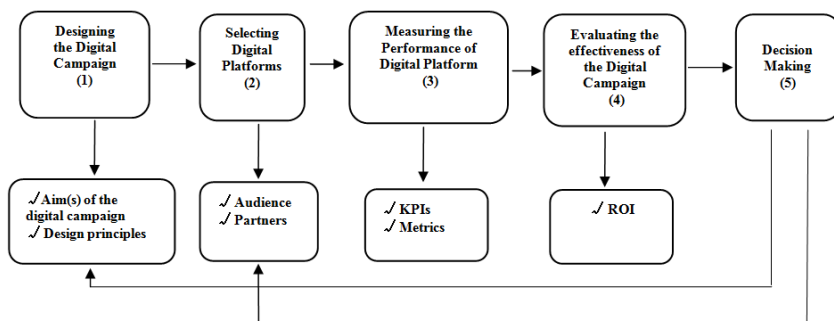 Designing
the Digital
Campaign
(1)
Selecting
Digital
Platforms
(2)
Measuring the
Performance of
Digital Platform
(3)
Evaluating the
effectiveness of
the Digital
Campaign
(4)
Decision
Making
(5)
✓ Aim(s) of the
digital campaign
✓ Design principles
✓ Audience
✓ Partners
✓ KPIs
✓ Metrics
✓ ROI